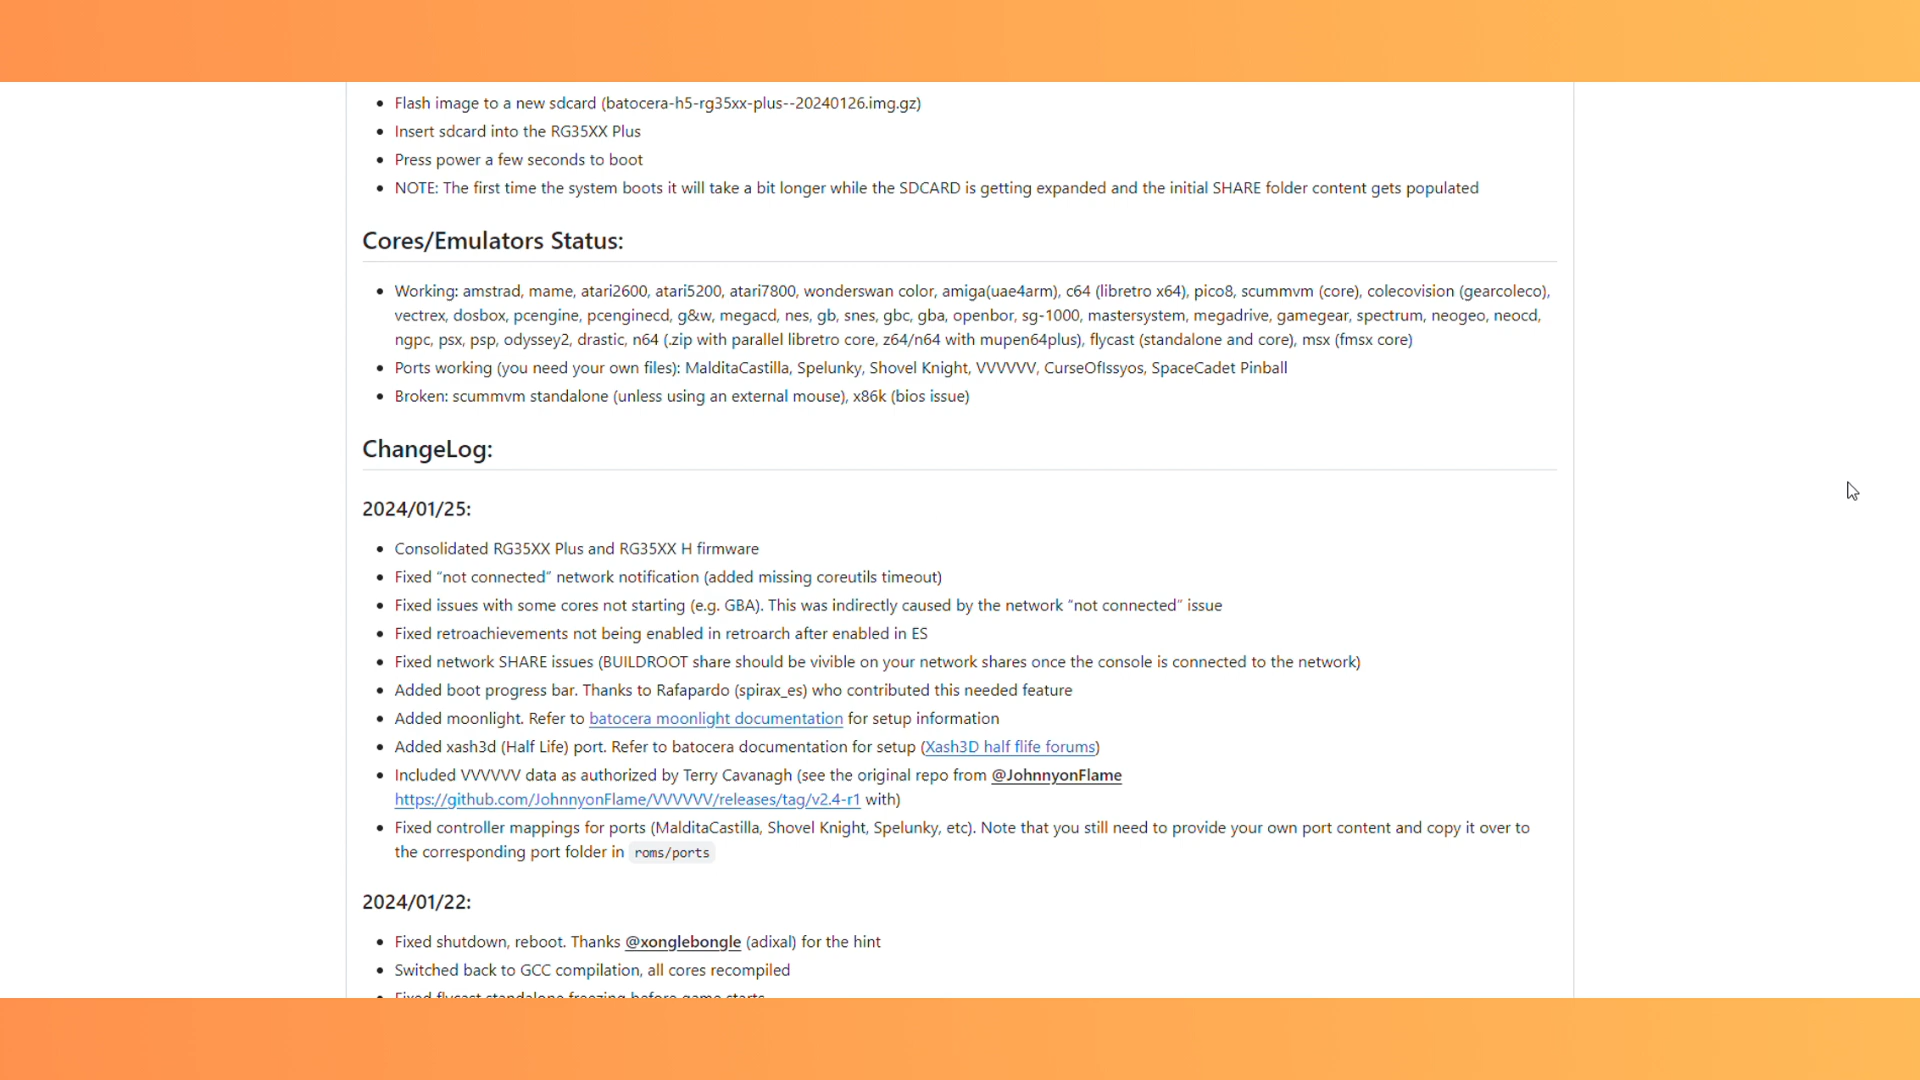 Flash image to a new sdcard (batocera-h5-rg35xx-plus--20240126.img.gz)
Insert sdcard into the RG35XX Plus
Press power a few seconds to boot
NOTE: The first time the system boots it will take a bit longer while the SDCARD is getting expanded and the initial SHARE folder content gets populated
Cores/Emulators Status:
Working: amstrad, mame, atari2600, atari5200, atari7800, wonderswan color, amiga(uae4arm), c64 (libretro x64), pico8, scummvm (core), colecovision (gearcoleco),
vectrex, dosbox, pcengine, pcenginecd, g&w, megacd, nes, gb, snes, gbc, gba, openbor, sg-1000, mastersystem, megadrive, gamegear, spectrum, neogeo, neocd,
ngpc, psx, psp, odyssey2, drastic, n64 (.zip with parallel libretro core, z64/n64 with mupen64plus), flycast (standalone and core), msx (fmsx core)
Ports working (you need your own files): MalditaCastilla, Spelunky, Shovel Knight, VVVVVV, CurseOfIssyos, SpaceCadet Pinball
Broken: scummvm standalone (unless using an external mouse), x86k (bios issue)
ChangeLog:
2024/01/25:
Consolidated RG35XX Plus and RG35XX H firmware
Fixed “not connected” network notification (added missing coreutils timeout)
Fixed issues with some cores not starting (e.g. GBA). This was indirectly caused by the network “not connected” issue
Fixed retroachievements not being enabled in retroarch after enabled in ES
Fixed network SHARE issues (BUILDROOT share should be vivible on your network shares once the console is connected to the network)
Added boot progress bar. Thanks to Rafapardo (spirax_es) who contributed this needed feature
Added moonlight. Refer to batocera moonlight documentation for setup information
Added xash3d (Half Life) port. Refer to batocera documentation for setup (Xash3D half flife forums)
Included VVVVVV data as authorized by Terry Cavanagh (see the original repo from @JohnnyonFlame
https://github.com/JohnnyonFlame/VVVVVV/releases/tag/v2.4-r1 with)
Fixed controller mappings for ports (MalditaCastilla, Shovel Knight, Spelunky, etc). Note that you still need to provide your own port content and copy it over to
the corresponding port folder in roms/ports
2024/01/22:
Fixed shutdown, reboot. Thanks @xonglebongle (adixal) for the hint
Switched back to GCC compilation, all cores recompiled
Fixed flycast standalone freezing before game starts